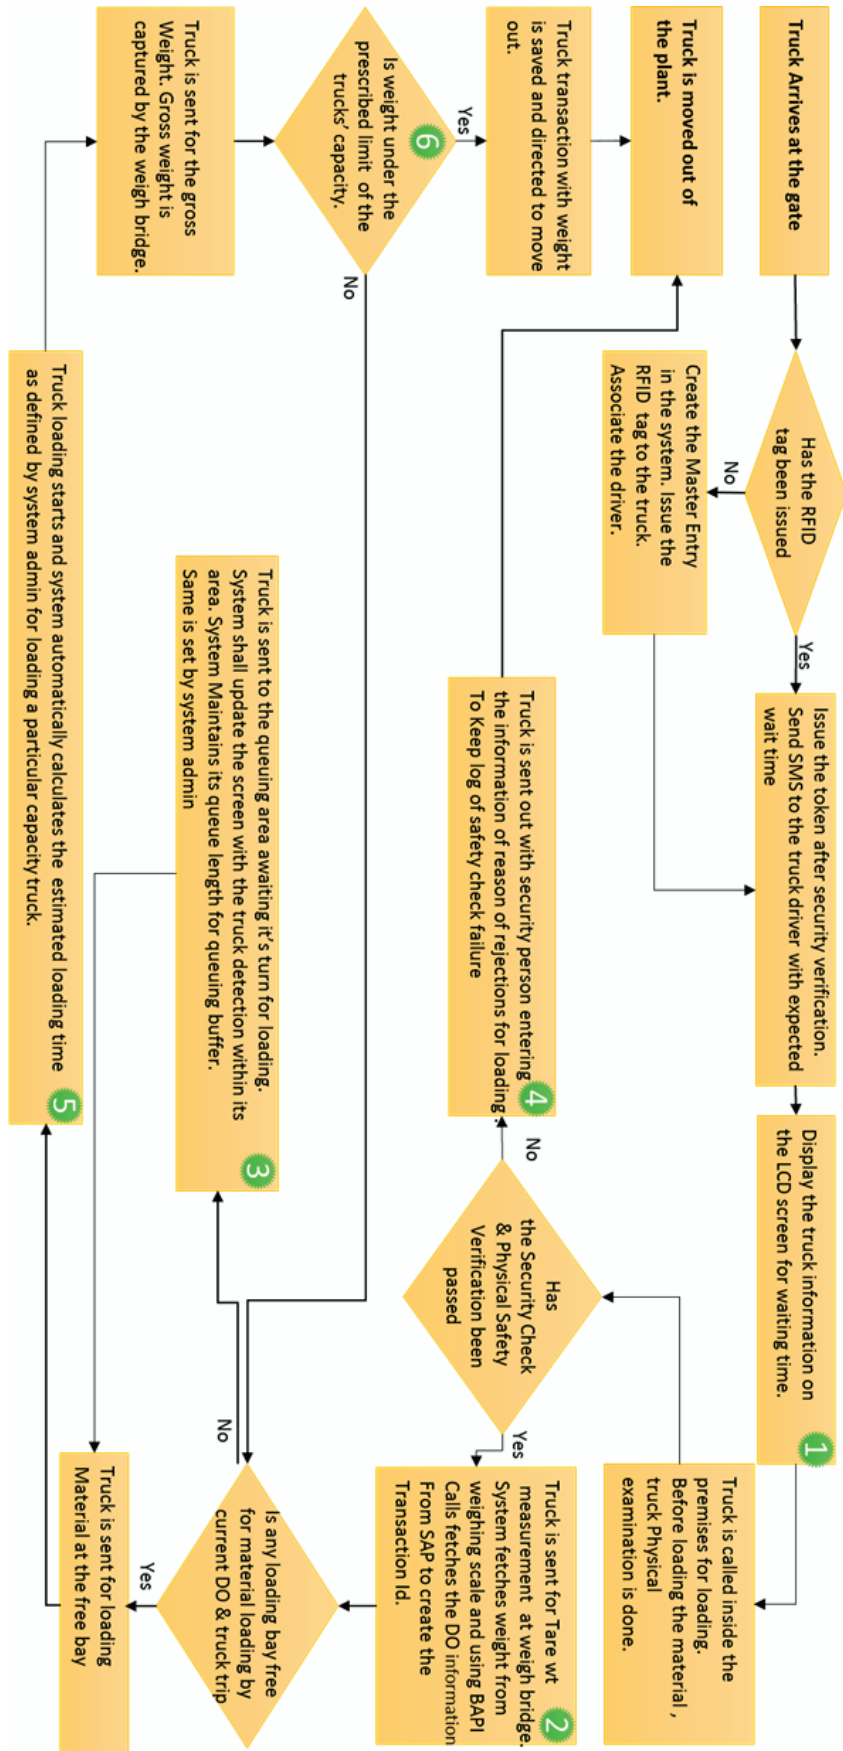 Truck Arrives at the gate
Has the RFID
tag been issued
Yes
No
Create the Master Entry
in the system. Issue the
RFID tag to the truck.
Associate the driver.
Issue the token after security verification.
Send SMS to the truck driver with expected
wait time
Display the truck information on
the LCD screen for waiting time.
1
Truck is called inside the
premises for loading.
Before loading the material ,
truck Physical
examination is done.
Has
the Security Check
& Physical Safety
Verification been
passed
No
Yes
Truck is sent out with security person entering
the information of reason of rejections for loading.
To Keep log of safety check failure
4
Truck is moved out of
the plant.
Truck is sent for Tare wt
measurement at weigh bridge.
System fetches weight from
weighing scale and using BAPI
Calls fetches the DO information
From SAP to create the
Transaction Id.
2
Is any loading bay free
for material loading by
current DO & truck trip
No
Yes
Truck is sent to the queuing area awaiting it's turn for loading.
System shall update the screen with the truck detection within its
area. System Maintains its queue length for queuing buffer.
Same is set by system admin
3
Truck is sent for loading
Material at the free bay
Truck loading starts and system automatically calculates the estimated loading time
as defined by system admin for loading a particular capacity truck.
5
Truck is sent for the gross
Weight. Gross weight is
captured by the weigh bridge.
Is weight under the
prescribed limit of the
trucks' capacity.
6
Yes
No
Truck transaction with weight
is saved and directed to move
out.